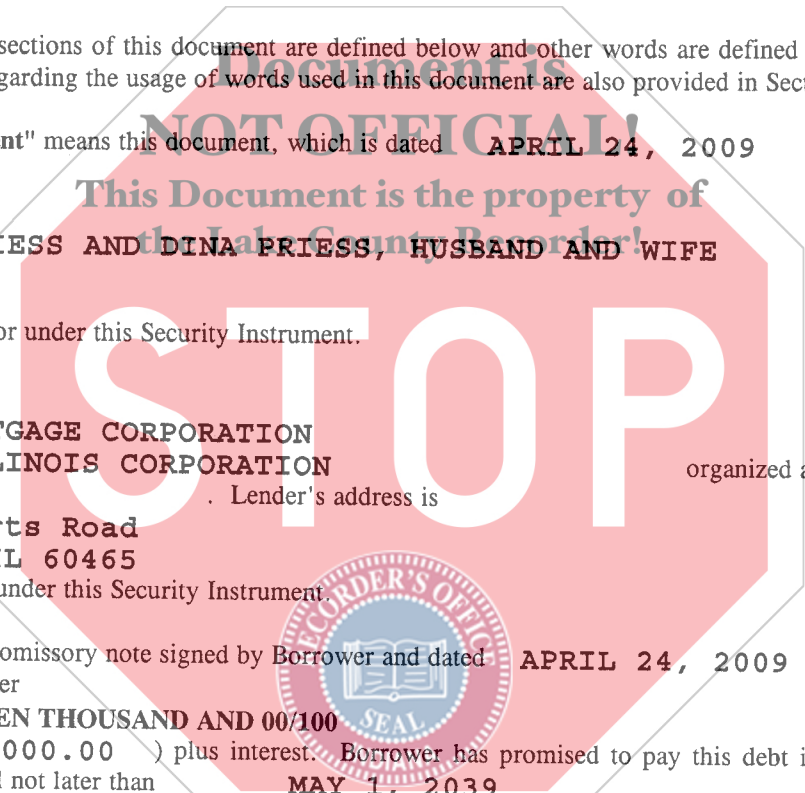 sections of this document are defined below and other words are defined
garding the usage of words used in this document are also provided in Sect
Document is
nt" means this document, which is dated APRIL 24, 2009
NOT OFFICIAL!
This Document is the property of
the Lake County Recorder!
IESS AND DINA PRIESS, HUSBAND AND WIFE
or under this Security Instrument.
STOP
TGAGE CORPORATION
LINOIS CORPORATION organized a
. Lender's address is
rts Road
IL 60465
under this Security Instrument.
RECORDER'S OFFICE
omissory note signed by Borrower and dated APRIL 24, 2009
er
EN THOUSAND AND 00/100
SEAL
000.00 ) plus interest. Borrower has promised to pay this debt i
not later than MAY 1, 2039